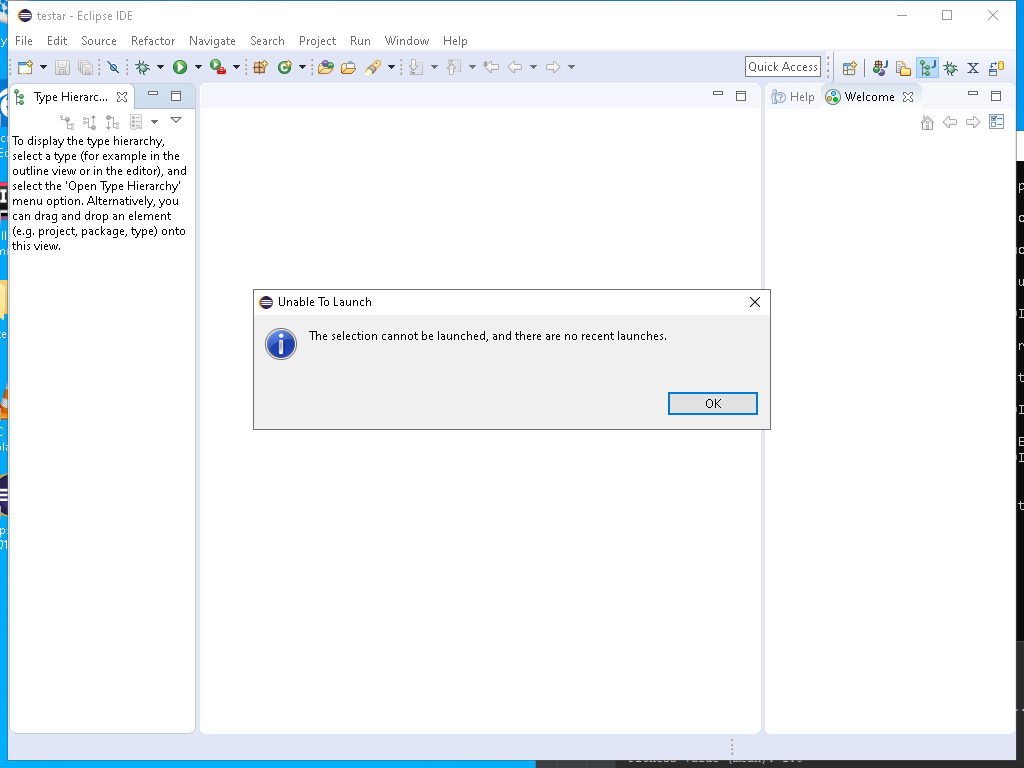 testar - Eclipse IDE
File Edit Source Refactor Navigate Search Project Run Window Help
Quick Access
Type Hierarc...
Help Welcome
To display the type hierarchy,
select a type (for example in the
outline view or in the editor), and
select the 'Open Type Hierarchy'
menu option. Alternatively, you
can drag and drop an element
(e.g. project, package, type) onto
this view.
Unable To Launch
The selection cannot be launched, and there are no recent launches.
OK